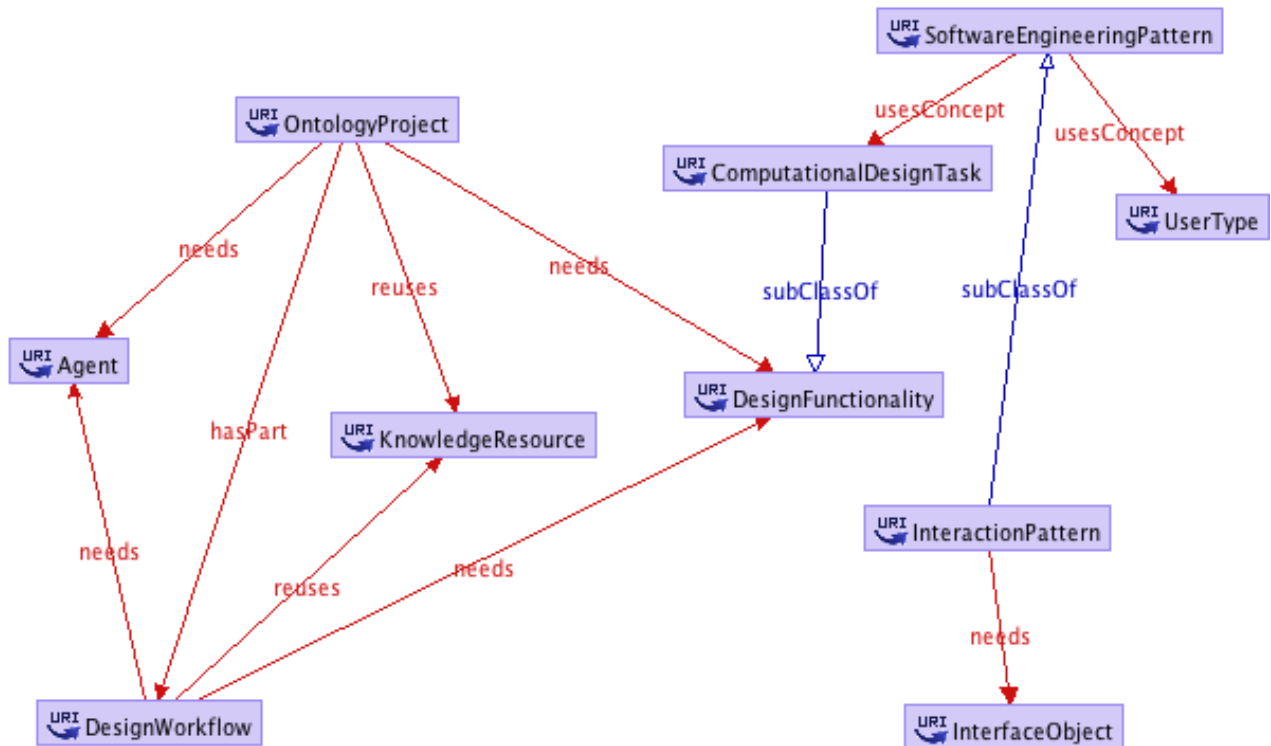 URI SoftwareEngineeringPattern
usesConcept
usesConcept
URI OntologyProject
URI ComputationalDesignTask
URI UserType
needs
needs
reuses
subClassOf
subClassOf
URI Agent
URI DesignFunctionality
hasPart
URI KnowledgeResource
URI InteractionPattern
needs
reuses
needs
needs
URI DesignWorkflow
URI InterfaceObject